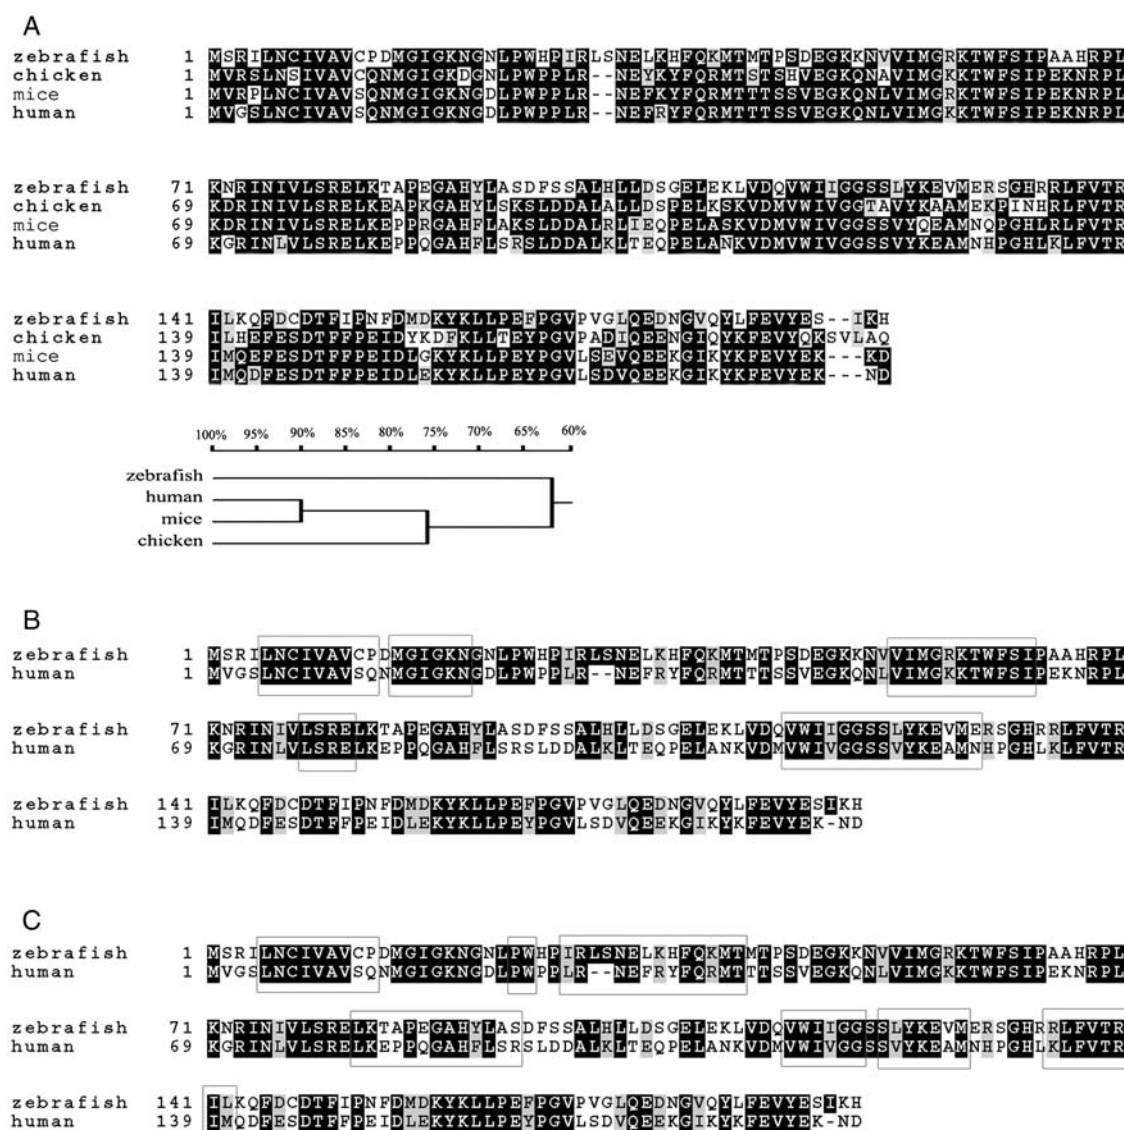 A
zebrafish 1 MSRILNCIVAVCPDMGIGKNGNLPWHPIRLSNELKHFQKMTMTPSDEGKKNVVIMGRKTWFSIPAAHRPL
chicken 1 MVRSLNSIVAVCQNMGIGKDGNLPWPPLR--NEYKYFQRMTSTSHVEGKQNAVIMGKKTWFSIPEKNRPL
mice 1 MVRPLNCIVAVSQNMGIGKNGDLPWPPLR--NEFKYFQRMTTTSSVEGKQNLVIMGRKTWFSIPEKNRPL
human 1 MVGSLNCIVAVSQNMGIGKNGDLPWPPLR--NEFRYFQRMTTTSSVEGKQNLVIMGKKTWFSIPEKNRPL
zebrafish 71 KNRINIVLSRELKTAPEGAHYLASDFSSALHLLDSGELEKLVDQVWIIGGSSLYKEVMERSGHRRLFVTR
chicken 69 KDRINIVLSRELKEAPKGAHYLSKSLDDALALLDSPELKSKVDMVWIVGGTAVYKAAMEKPINHRLFVTR
mice 69 KDRINIVLSRELKEPPRGAHFLAKSLDDALRLIEQPELASKVDMVWIVGGSSVYQEAMNQPGHLRLFVTR
human 69 KGRINLVLSRELKEPPQGAHFLSRSLDDALKLTEQPELANKVDMVWIVGGSSVYKEAMNHPGHLKLFVTR
zebrafish 141 ILKQFDCDTFIPNFDMDKYKLLPEFPGVPVGLQEDNGVQYLFEVYES--IKH
chicken 139 ILHEFESDTFFPEIDYKDFKLLTEYPGVPADIQEENGIQYKFEVYQKSVLAQ
mice 139 IMQEFESDTFFPEIDLGKYKLLPEYPGVLSEVQEEKGIKYKFEVYEK---KD
human 139 IMQDFESDTFFPEIDLEKYKLLPEYPGVLSDVQEEKGIKYKFEVYEK---ND
100% 95% 90% 85% 80% 75% 70% 65% 60%
zebrafish
human
mice
chicken
B
zebrafish 1 MSRILNCIVAVCPDMGIGKNGNLPWHPIRLSNELKHFQKMTMTPSDEGKKNVVIMGRKTWFSIPAAHRPL
human 1 MVGSLNCIVAVSQNMGIGKNGDLPWPPLR--NEFRYFQRMTTTSSVEGKQNLVIMGKKTWFSIPEKNRPL
zebrafish 71 KNRINIVLSRELKTAPEGAHYLASDFSSALHLLDSGELEKLVDQVWIIGGSSLYKEVMERSGHRRLFVTR
human 69 KGRINLVLSRELKEPPQGAHFLSRSLDDALKLTEQPELANKVDMVWIVGGSSVYKEAMNHPGHLKLFVTR
zebrafish 141 ILKQFDCDTFIPNFDMDKYKLLPEFPGVPVGLQEDNGVQYLFEVYESIKH
human 139 IMQDFESDTFFPEIDLEKYKLLPEYPGVLSDVQEEKGIKYKFEVYEK-ND
C
zebrafish 1 MSRILNCIVAVCPDMGIGKNGNLPWHPIRLSNELKHFQKMTMTPSDEGKKNVVIMGRKTWFSIPAAHRPL
human 1 MVGSLNCIVAVSQNMGIGKNGDLPWPPLR--NEFRYFQRMTTTSSVEGKQNLVIMGKKTWFSIPEKNRPL
zebrafish 71 KNRINIVLSRELKTAPEGAHYLASDFSSALHLLDSGELEKLVDQVWIIGGSSLYKEVMERSGHRRLFVTR
human 69 KGRINLVLSRELKEPPQGAHFLSRSLDDALKLTEQPELANKVDMVWIVGGSSVYKEAMNHPGHLKLFVTR
zebrafish 141 ILKQFDCDTFIPNFDMDKYKLLPEFPGVPVGLQEDNGVQYLFEVYESIKH
human 139 IMQDFESDTFFPEIDLEKYKLLPEYPGVLSDVQEEKGIKYKFEVYEK-ND